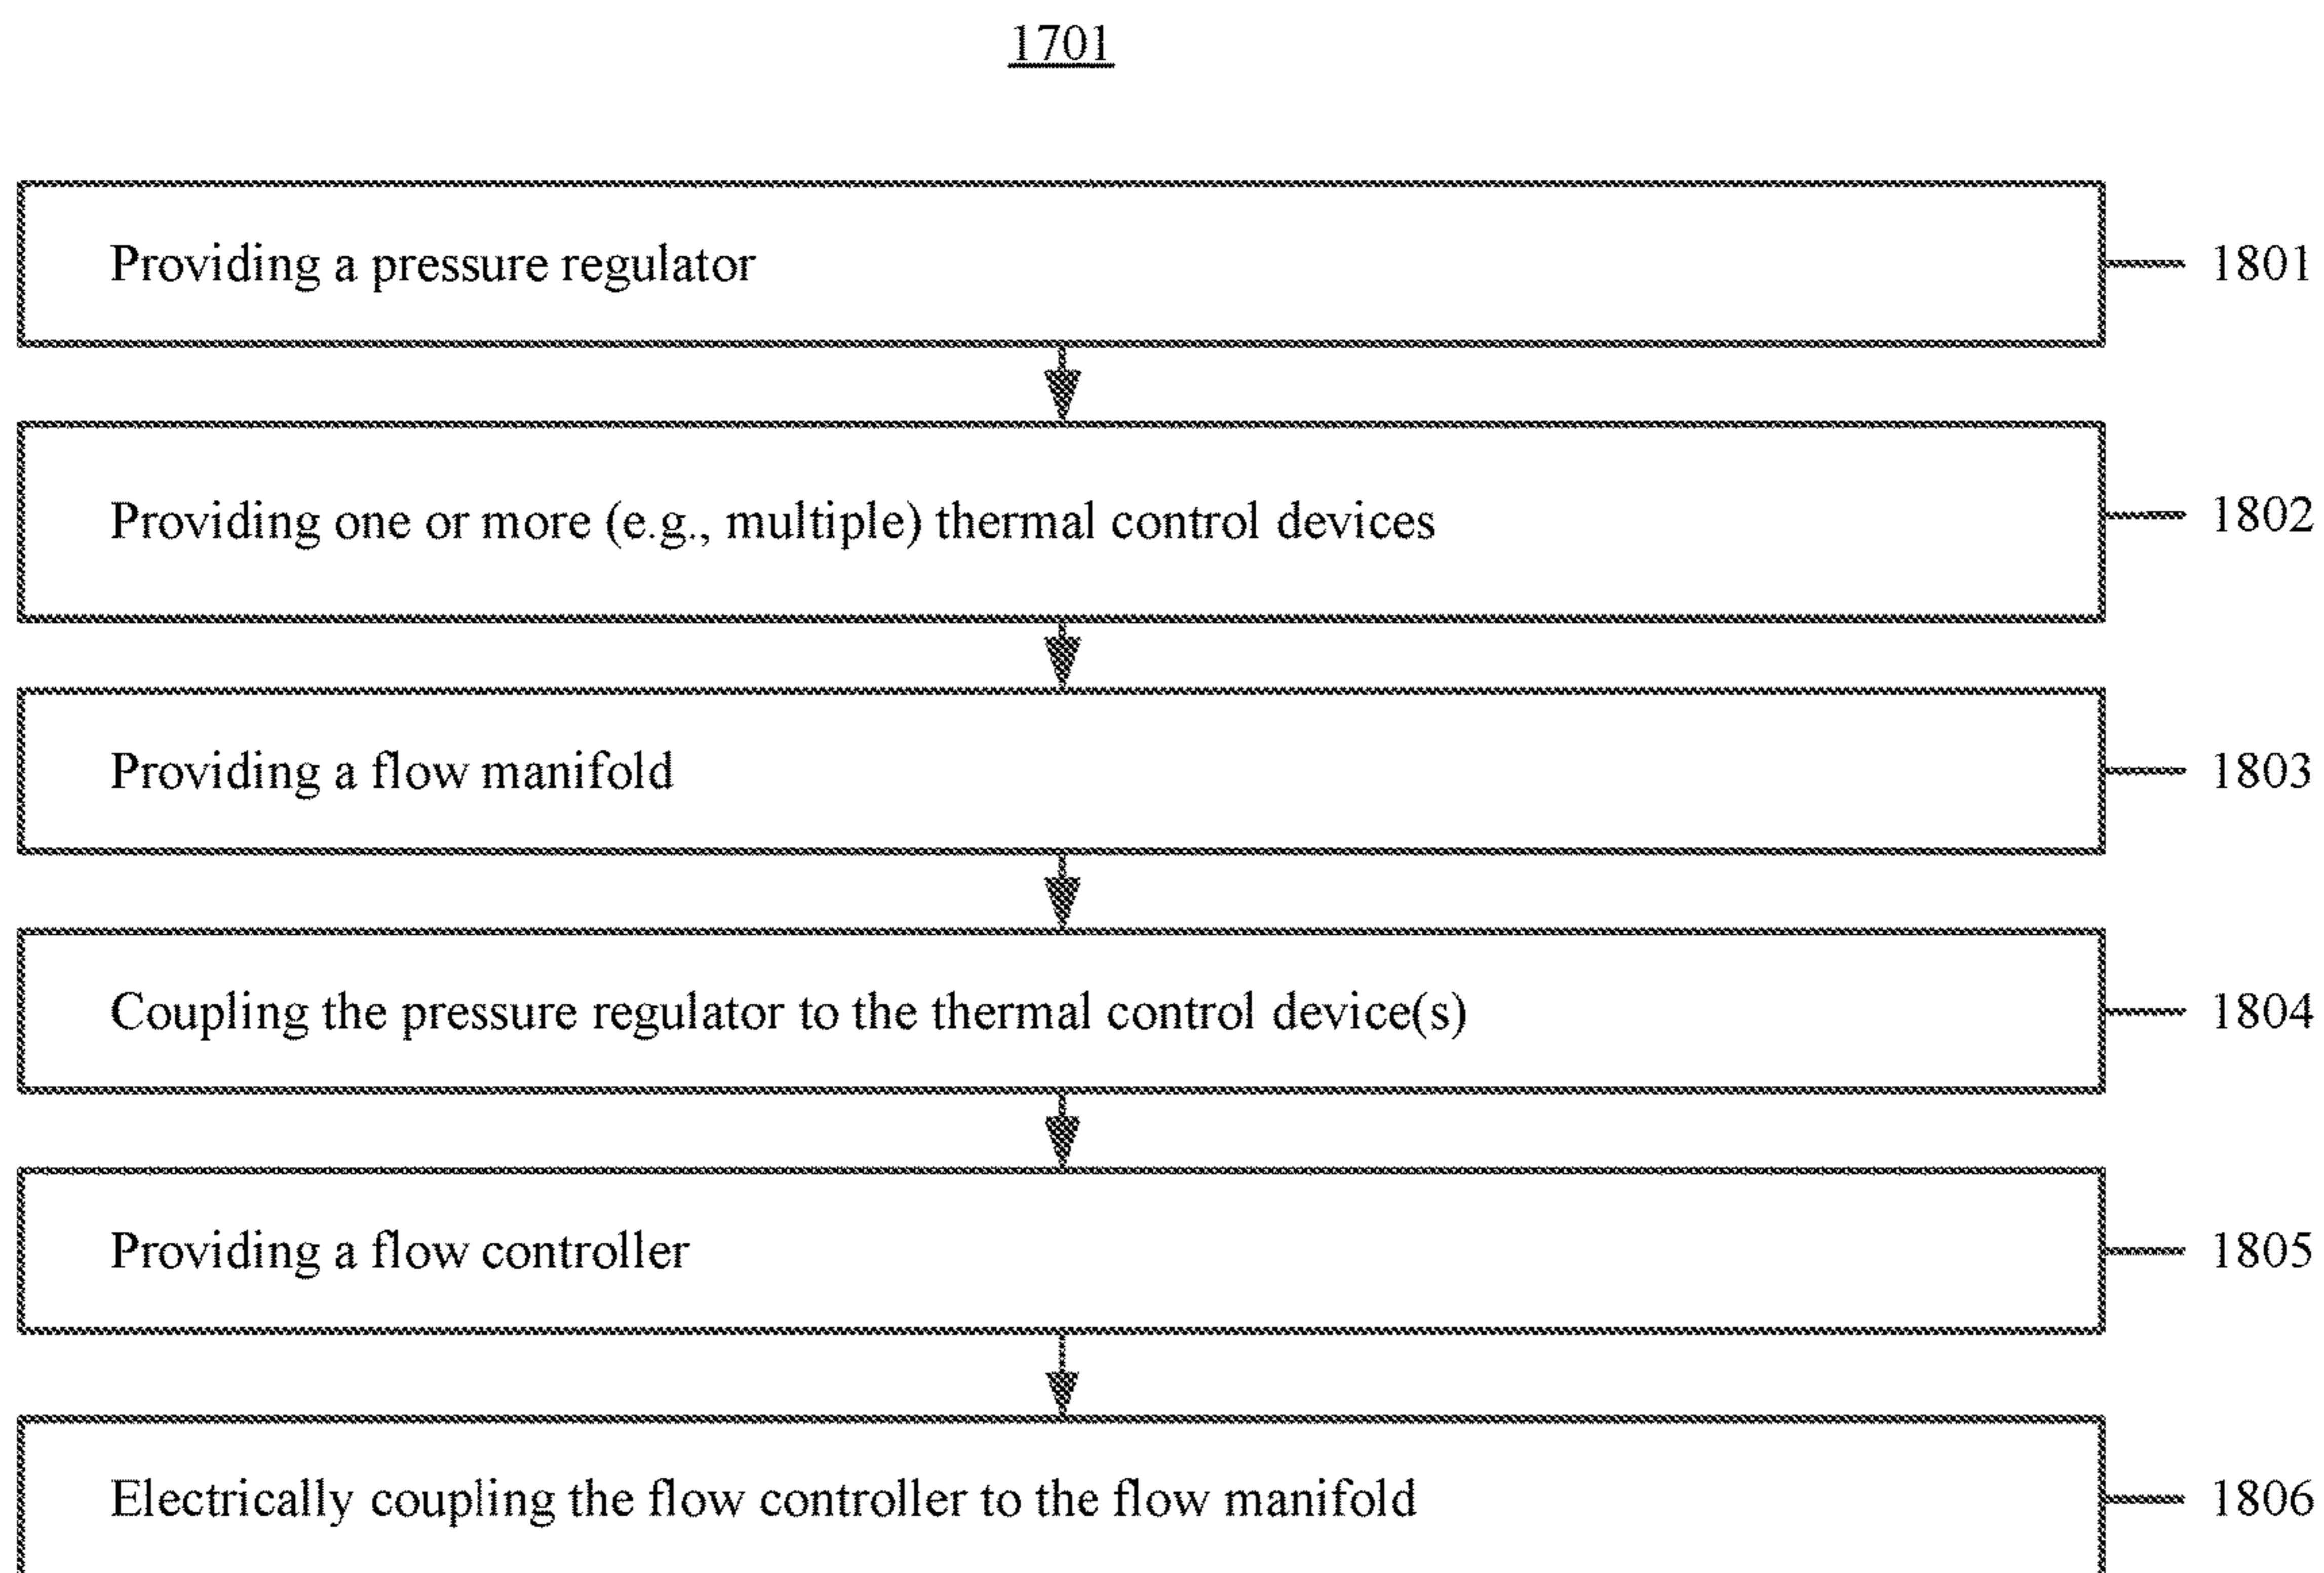 1701
Providing a pressure regulator 1801
Providing one or more (e.g., multiple) thermal control devices 1802
Providing a flow manifold 1803
Coupling the pressure regulator to the thermal control device(s) 1804
Providing a flow controller 1805
Electrically coupling the flow controller to the flow manifold 1806